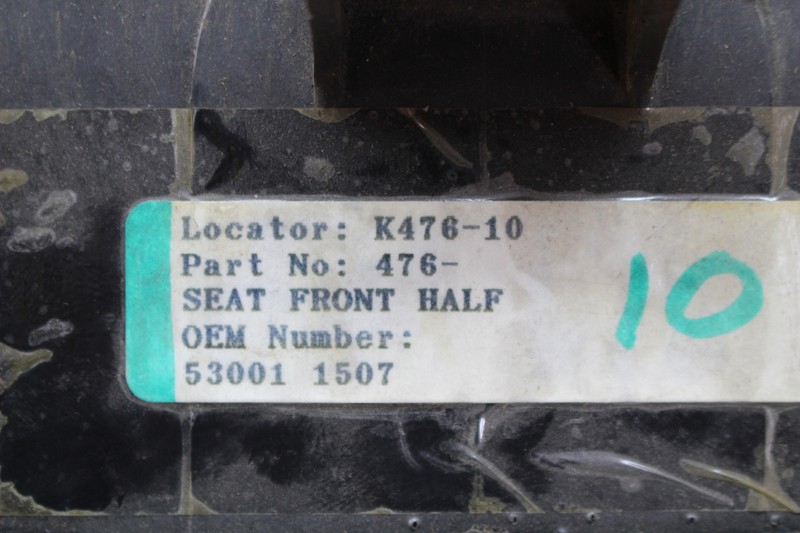 Locator: K476-10
Part No: 476-
SEAT FRONT HALF
OEM Number:
53001 1507
10